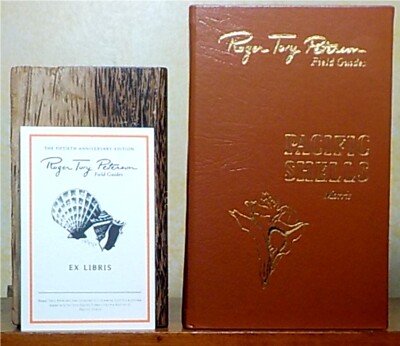 THE FIFTIETH ANNIVERSARY EDITION
Roger Tory Peterson
Field Guides
EX LIBRIS
Roger Tory Peterson
Field Guides
PACIFIC
SHELLS
Morris